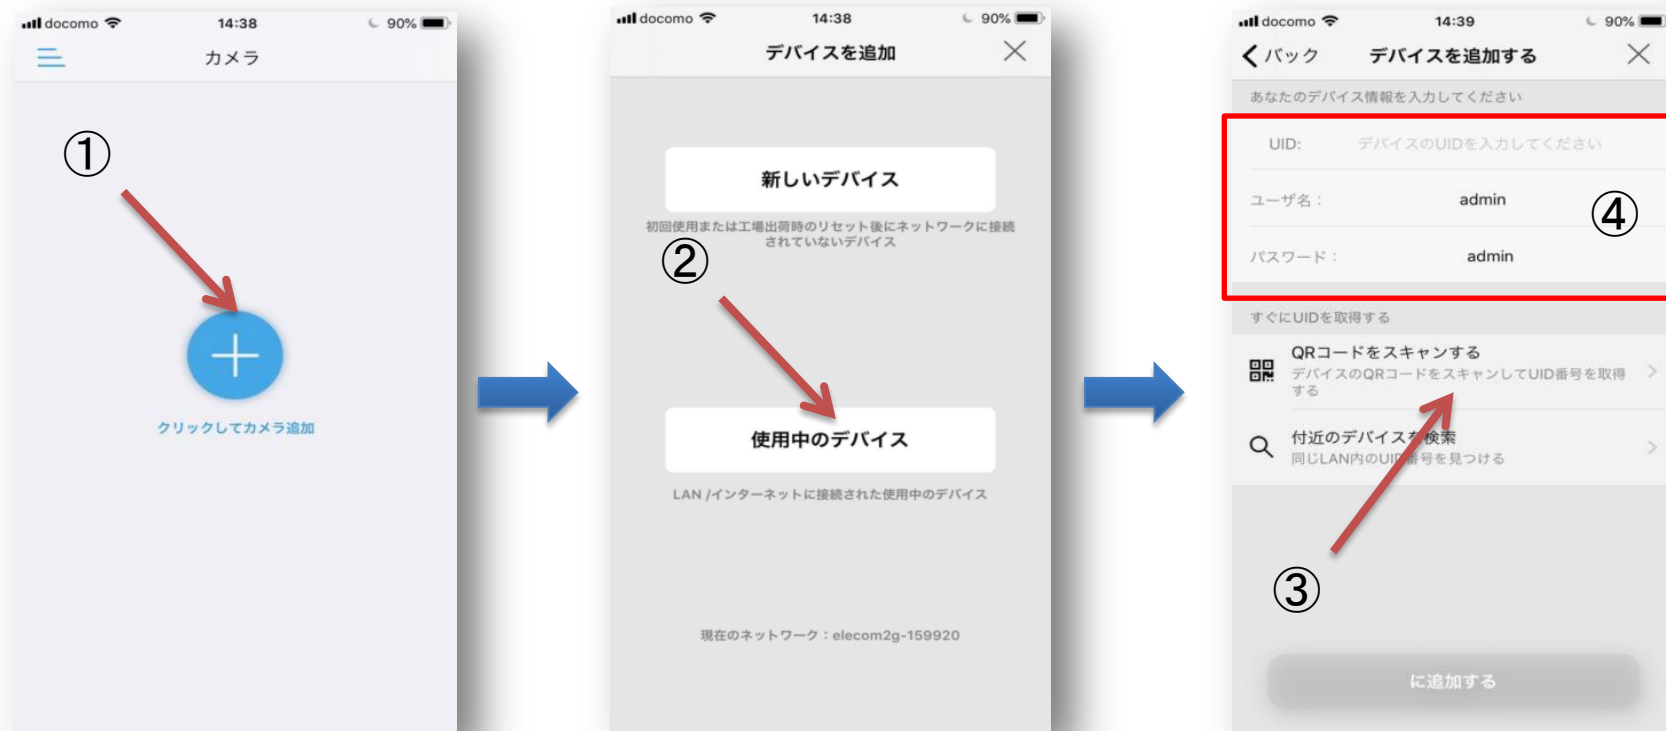 docomo 14:38 90%
カメラ
①
クリックしてカメラ追加
docomo 14:38 90%
デバイスを追加
新しいデバイス
初回使用または工場出荷時のリセット後にネットワークに接続
されていないデバイス
②
使用中のデバイス
LAN /インターネットに接続された使用中のデバイス
現在のネットワーク：elecom2g-159920
docomo 14:39 90%
バック デバイスを追加する
あなたのデバイス情報を入力してください
UID: デバイスのUIDを入力してください
ユーザ名： admin
④
パスワード： admin
すぐにUIDを取得する
QRコードをスキャンする
デバイスのQRコードをスキャンしてUID番号を取得
する
付近のデバイスを検索
同じLAN内のUID番号を見つける
③
に追加する